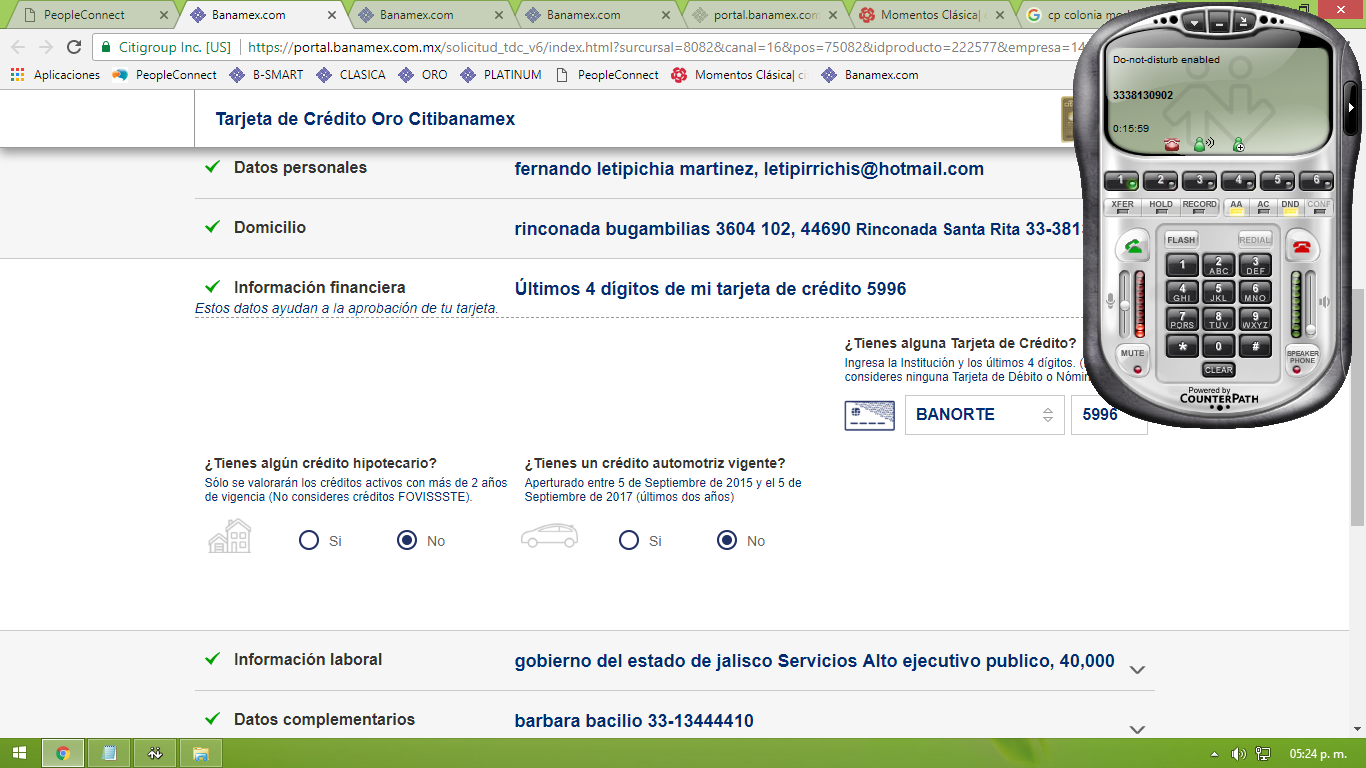 PeopleConnect
Banamex.com
Banamex.com
Banamex.com
portal.banamex.com
Momentos Clásica|
cp colonia
Citigroup Inc. [US]
https://portal.banamex.com.mx/solicitud_tdc_v6/index.html?surcursal=8082&canal=16&pos=75082&idproducto=222577&empresa=14
Aplicaciones
PeopleConnect
B-SMART
CLASICA
ORO
PLATINUM
PeopleConnect
Momentos Clásica| ci
Banamex.com
Tarjeta de Crédito Oro Citibanamex
Datos personales
fernando letipichia martinez, letipirrichis@hotmail.com
Domicilio
rinconada bugambilias 3604 102, 44690 Rinconada Santa Rita 33-381
Información financiera
Últimos 4 dígitos de mi tarjeta de crédito 5996
Estos datos ayudan a la aprobación de tu tarjeta.
¿Tienes alguna Tarjeta de Crédito?
Ingresa la Institución y los últimos 4 dígitos. (
consideres ninguna Tarjeta de Débito o Nómin
BANORTE
5996
¿Tienes algún crédito hipotecario?
Sólo se valorarán los créditos activos con más de 2 años
de vigencia (No consideres créditos FOVISSSTE).
Si
No
¿Tienes un crédito automotriz vigente?
Aperturado entre 5 de Septiembre de 2015 y el 5 de
Septiembre de 2017 (últimos dos años)
Si
No
Información laboral
gobierno del estado de jalisco Servicios Alto ejecutivo publico, 40,000
Datos complementarios
barbara bacilio 33-13444410
Do-not-disturb enabled
3338130902
0:15:59
1 2 3 4 5 6
XFER HOLD RECORD AA AC DND CONF
FLASH
REDIAL
1 2 ABC 3 DEF
4 GHI 5 JKL 6 MNO
7 PQRS 8 TUV 9 WXYZ
* 0 #
MUTE
SPEAKER
PHONE
CLEAR
Powered by
COUNTERPATH
05:24 p. m.